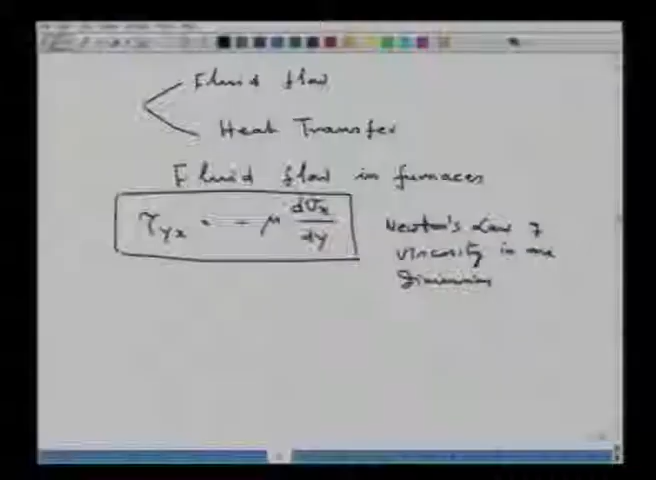 Fluid flow
Heat Transfer
Fluid flow in furnaces
τyx = - μ dvx/dy
Newton's Law of
Viscosity in one
Dimension